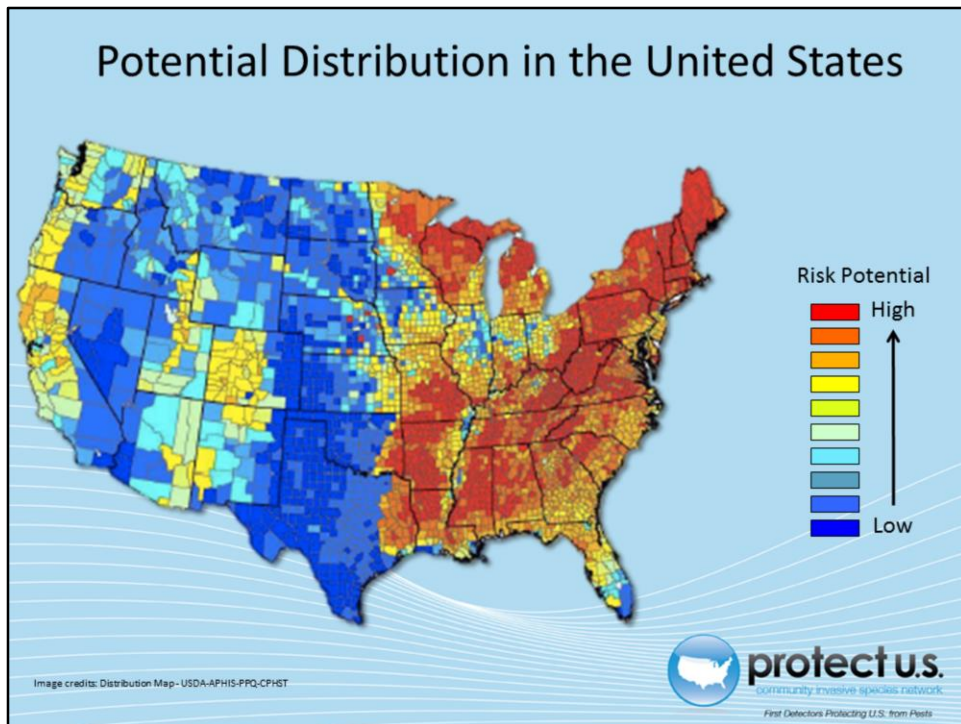 Potential Distribution in the United States
Risk Potential
High
Low
Image credits: Distribution Map - USDA-APHIS-PPQ-CPHST
protect u.s.
community invasive species network
First Detectors Protecting U.S. from Pests